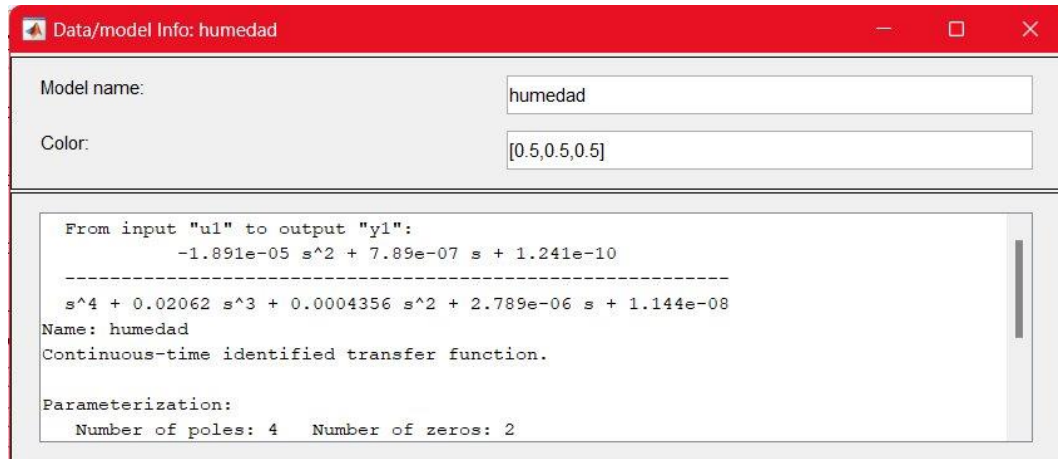 Data/model Info: humedad
Model name:
humedad
Color:
[0.5,0.5,0.5]
From input "u1" to output "y1":
-1.891e-05 s^2 + 7.89e-07 s + 1.241e-10
-----------------------------------------------------------
s^4 + 0.02062 s^3 + 0.0004356 s^2 + 2.789e-06 s + 1.144e-08
Name: humedad
Continuous-time identified transfer function.
Parameterization:
Number of poles: 4   Number of zeros: 2